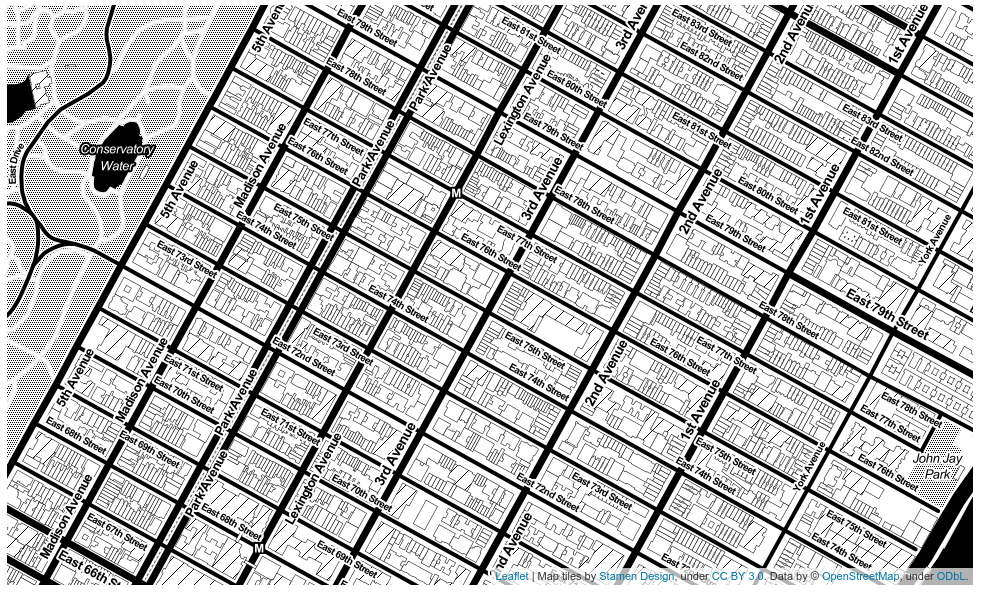 5th Avenue
East 79th Street
East 81st Street
3rd Avenue
East 83rd Street
East 82nd Street
2nd Avenue
1st Avenue
East 78th Street
Park Avenue
Lexington Avenue
East 80th Street
East 79th Street
East 81st Street
East 83rd Street
East 82nd Street
Conservatory
Water
East Drive
5th Avenue
Madison Avenue
East 77th Street
East 76th Street
Park Avenue
M
3rd Avenue
East 78th Street
2nd Avenue
East 80th Street
East 79th Street
1st Avenue
East 81st Street
York Avenue
East 75th Street
East 74th Street
East 73rd Street
East 77th Street
East 76th Street
East 74th Street
East 79th Street
East 78th Street
East 73rd Street
East 72nd Street
East 75th Street
East 74th Street
2nd Avenue
East 77th Street
East 76th Street
5th Avenue
Madison Avenue
East 71st Street
East 70th Street
Park Avenue
1st Avenue
East 78th Street
East 77th Street
East 76th Street
John Jay
Park
East 68th Street
East 69th Street
East 71st Street
Lexington Avenue
3rd Avenue
East 75th Street
East 74th Street
York Avenue
Madison Avenue
Park Avenue
East 70th Street
East 72nd Street
East 73rd Street
East 67th Street
East 68th Street
East 69th Street
M
East 75th Street
East 74th Street
East 66th S
nd Avenue
Leaflet | Map tiles by Stamen Design, under CC BY 3.0. Data by © OpenStreetMap, under ODbL.